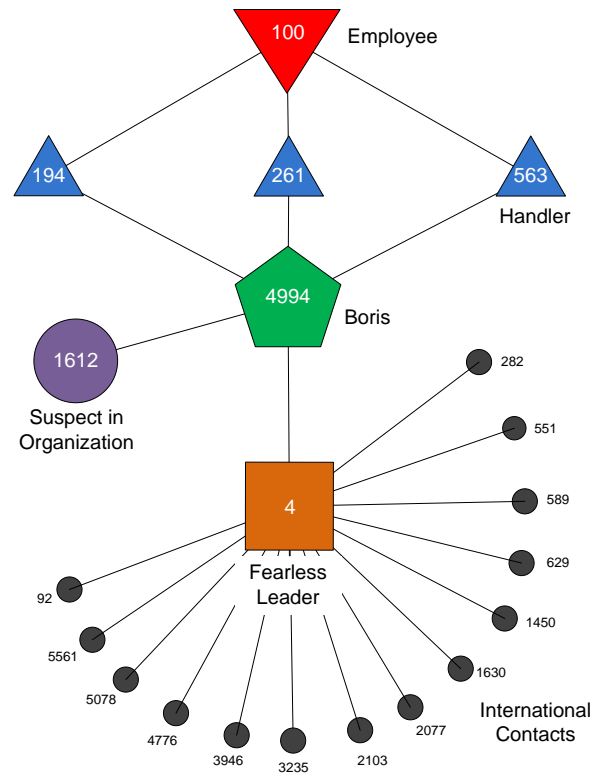 100
Employee
194
261
563
Handler
4994
Boris
1612
Suspect in
Organization
282
551
589
629
1450
1630
International
Contacts
4
Fearless
Leader
92
5561
5078
4776
3946
3235
2103
2077